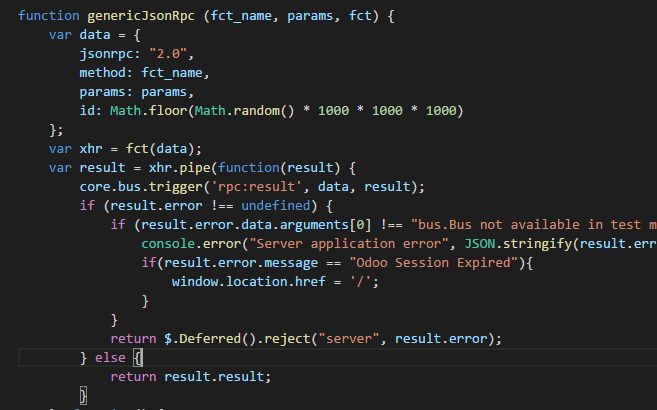 function genericJsonRpc (fct_name, params, fct) {
    var data = {
        jsonrpc: "2.0",
        method: fct_name,
        params: params,
        id: Math.floor(Math.random() * 1000 * 1000 * 1000)
    };
    var xhr = fct(data);
    var result = xhr.pipe(function(result) {
        core.bus.trigger('rpc:result', data, result);
        if (result.error !== undefined) {
            if (result.error.data.arguments[0] !== "bus.Bus not available in test m
                console.error("Server application error", JSON.stringify(result.err
                if(result.error.message == "Odoo Session Expired"){
                    window.location.href = '/';
                }
            }
            return $.Deferred().reject("server", result.error);
        } else {
            return result.result;
        }